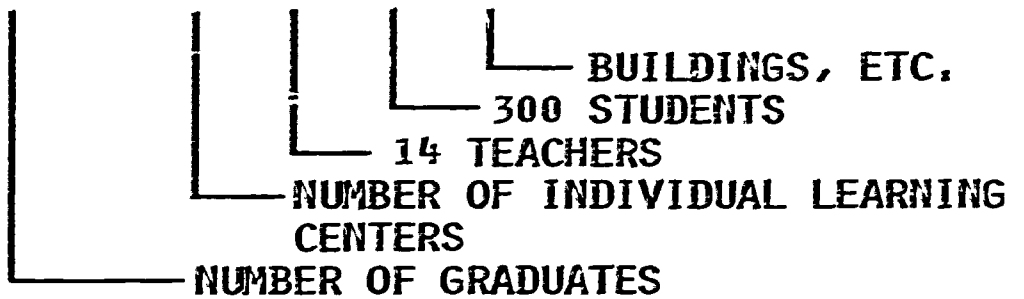 BUILDINGS, ETC.
300 STUDENTS
14 TEACHERS
NUMBER OF INDIVIDUAL LEARNING
CENTERS
NUMBER OF GRADUATES